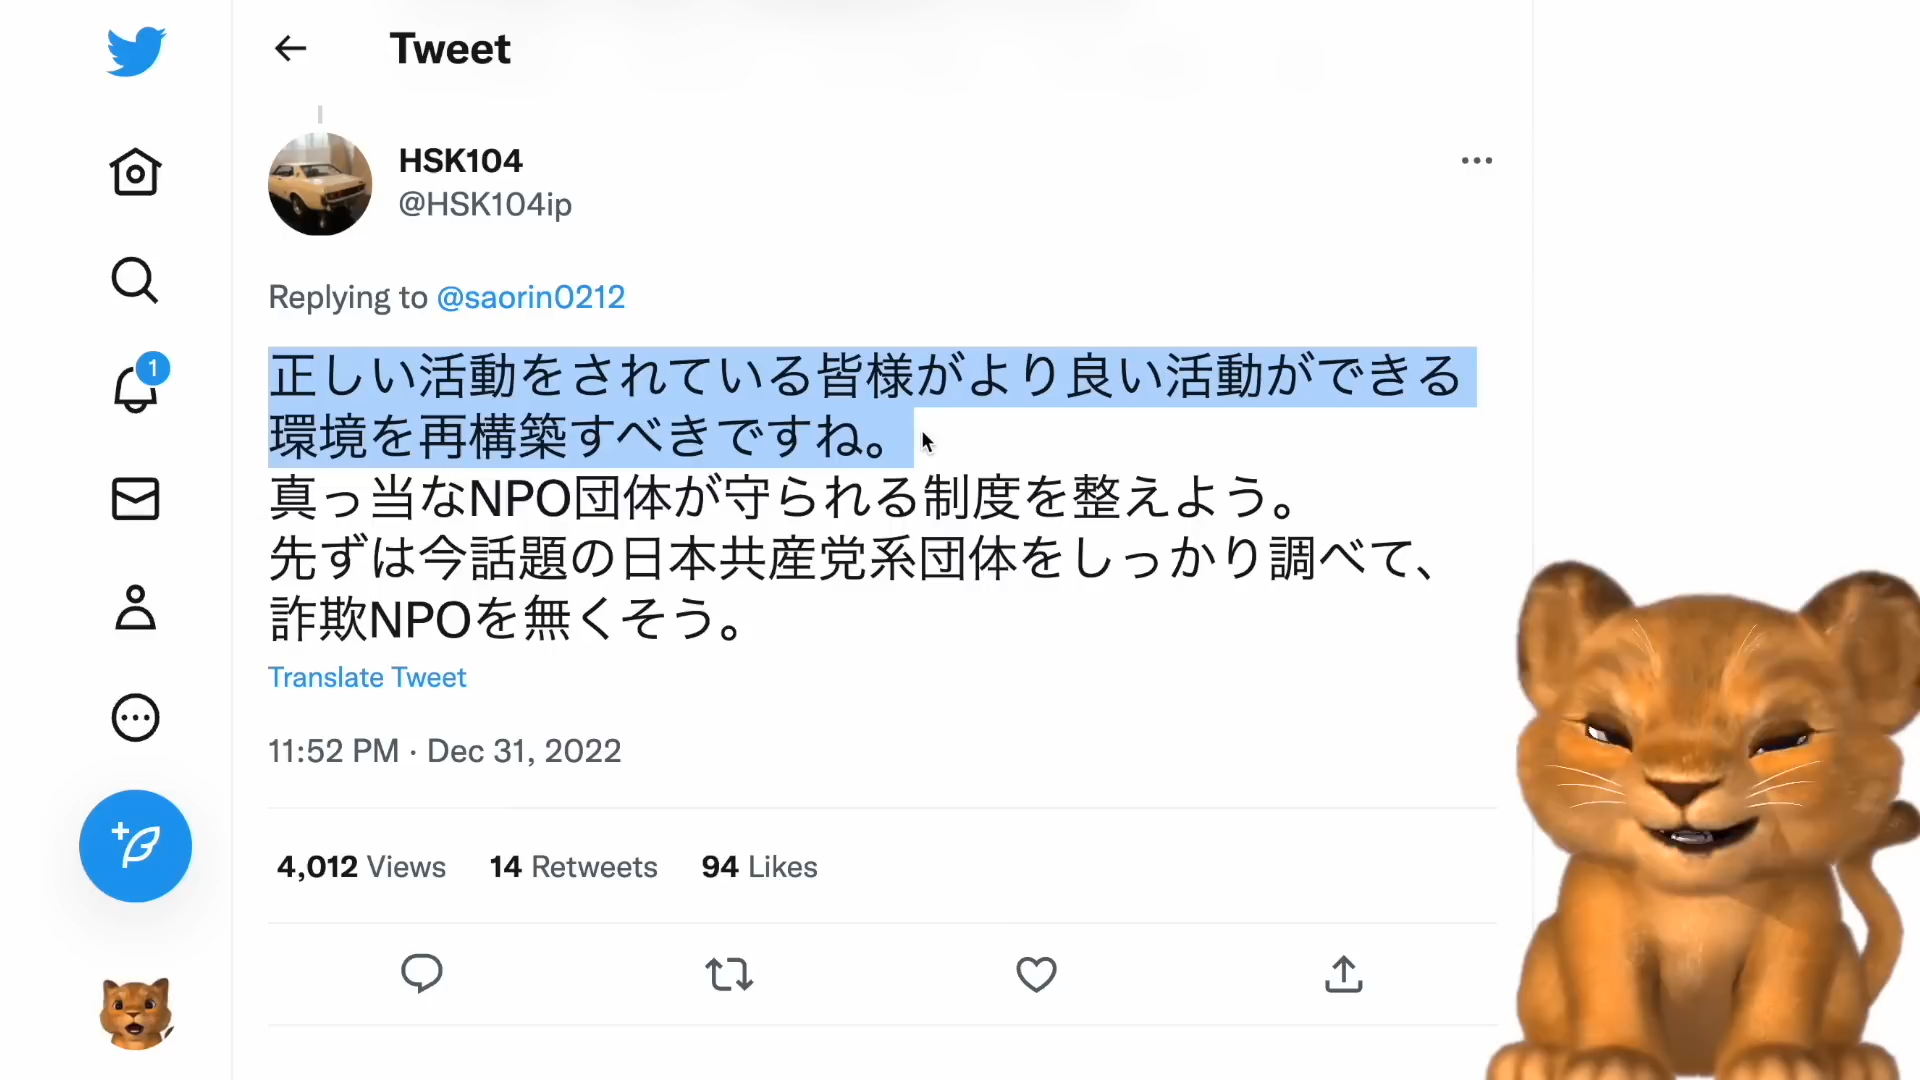 Tweet
HSK104
@HSK104ip
Replying to @saorin0212
1
正しい活動をされている皆様がより良い活動ができる
環境を再構築すべきですね。
真っ当なNPO団体が守られる制度を整えよう。
先ずは今話題の日本共産党系団体をしっかり調べて、
詐欺NPOを無くそう。
Translate Tweet
11:52 PM · Dec 31, 2022
4,012 Views 14 Retweets 94 Likes